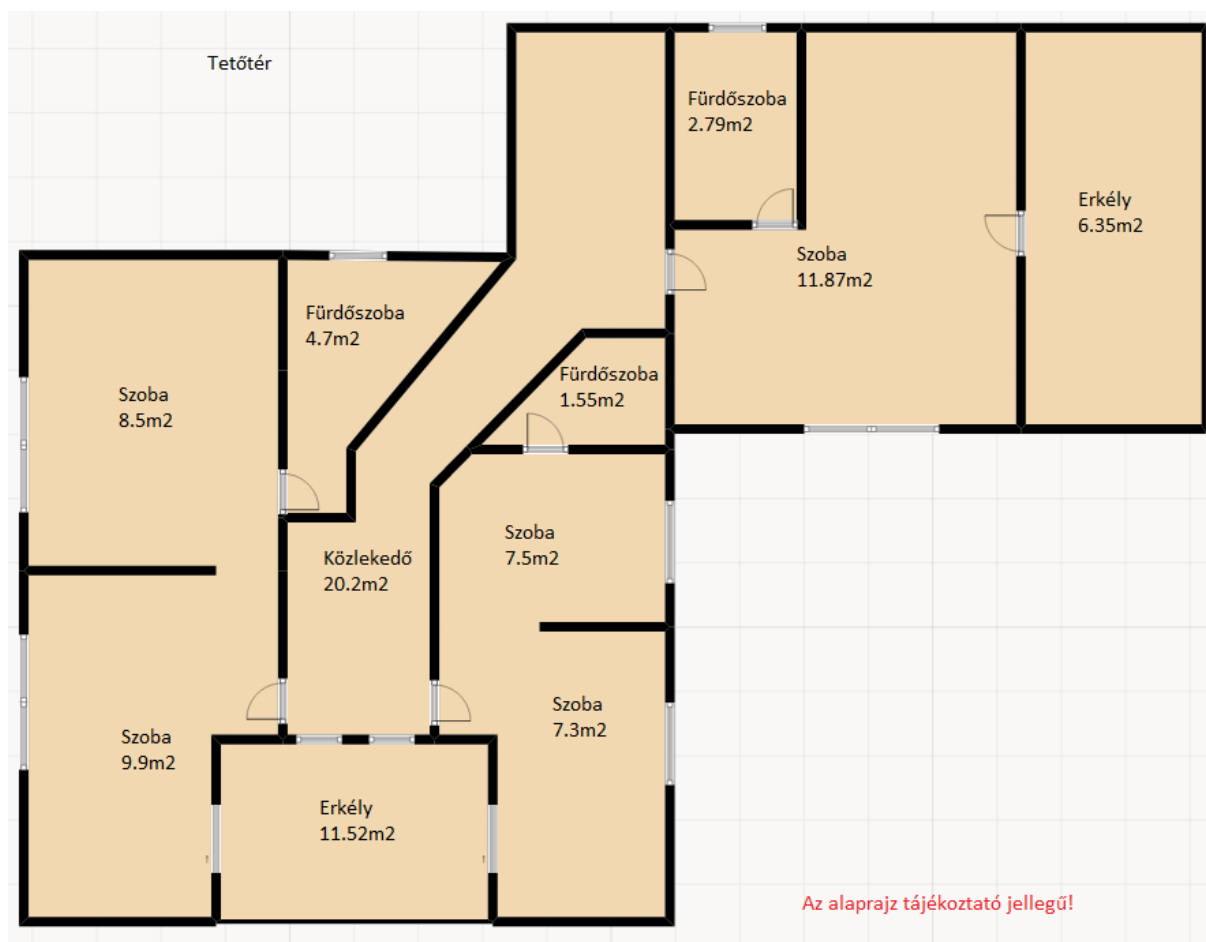 Tetőtér
Fürdőszoba
2.79m2
Erkély
6.35m2
Szoba
11.87m2
Fürdőszoba
4.7m2
Fürdőszoba
1.55m2
Szoba
8.5m2
Szoba
7.5m2
Közlekedő
20.2m2
Szoba
7.3m2
Szoba
9.9m2
Erkély
11.52m2
Az alaprajz tájékoztató jellegű!